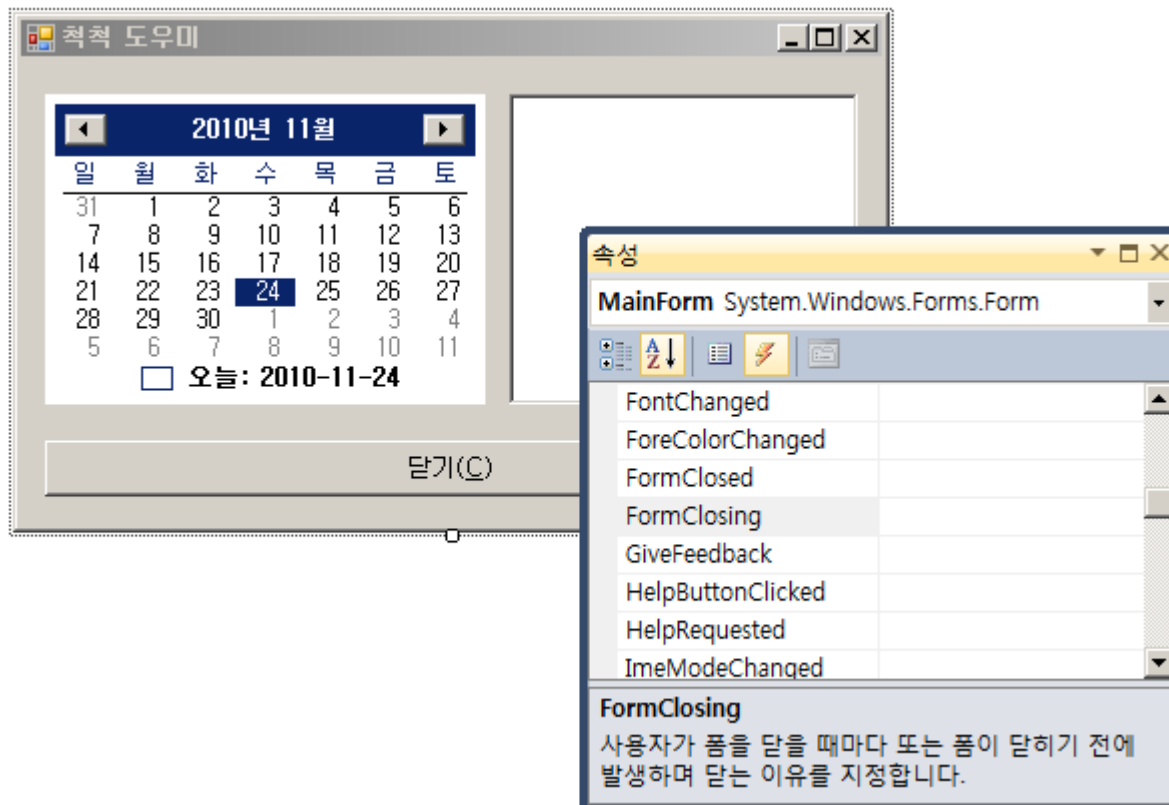 척척 도우미
2010년 11월
일 월 화 수 목 금 토
31 1 2 3 4 5 6
7 8 9 10 11 12 13
14 15 16 17 18 19 20
21 22 23 24 25 26 27
28 29 30 1 2 3 4
5 6 7 8 9 10 11
오늘: 2010-11-24
닫기(C)
속성
MainForm System.Windows.Forms.Form
FontChanged
ForeColorChanged
FormClosed
FormClosing
GiveFeedback
HelpButtonClicked
HelpRequested
ImeModeChanged
FormClosing
사용자가 폼을 닫을 때마다 또는 폼이 닫히기 전에
발생하며 닫는 이유를 지정합니다.